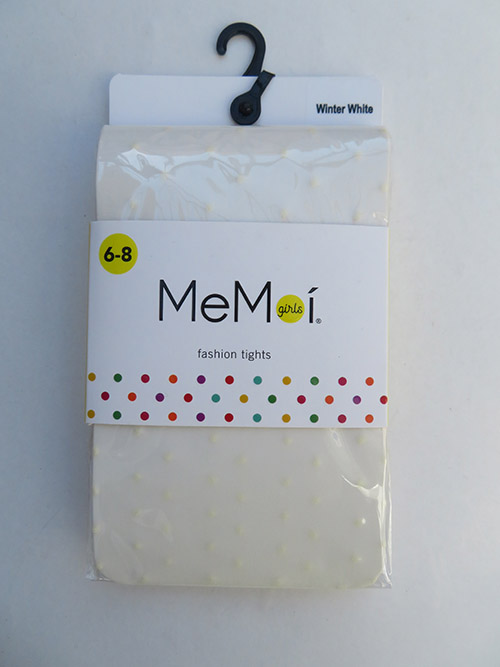 Winter White
6-8
MeMoí®
girls
fashion tights